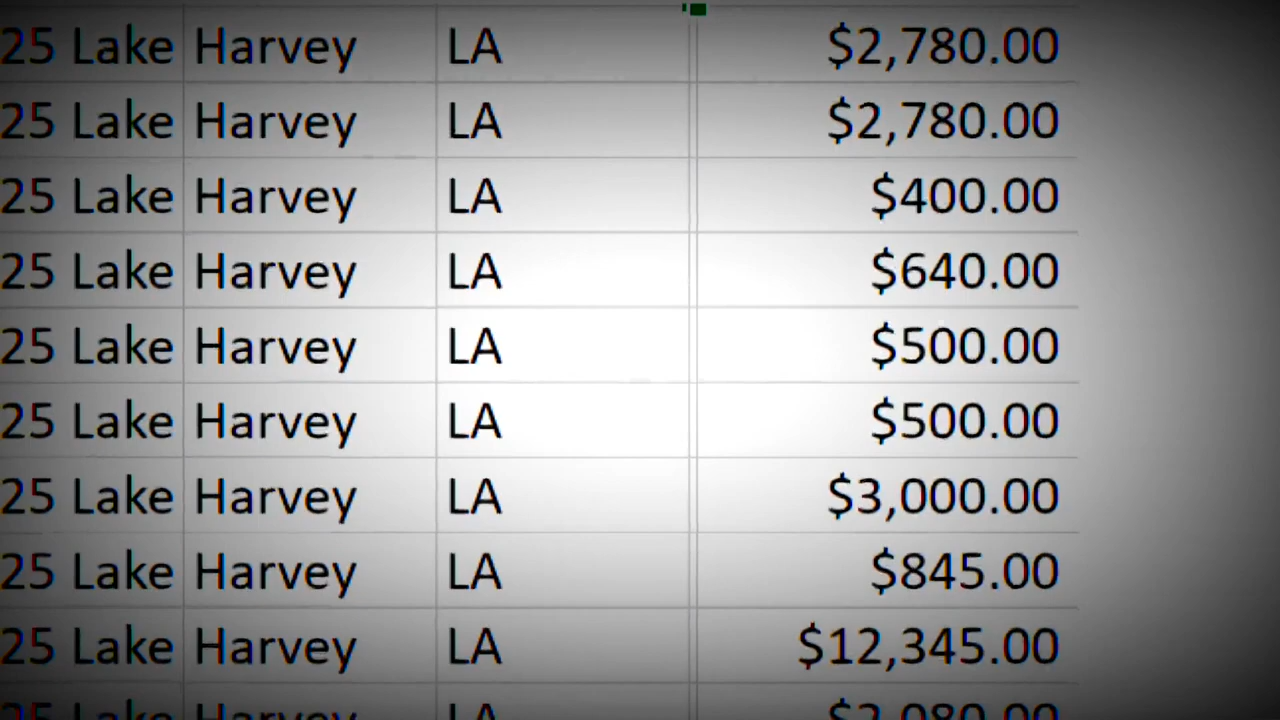 25 Lake Harvey LA $2,780.00
25 Lake Harvey LA $2,780.00
25 Lake Harvey LA $400.00
25 Lake Harvey LA $640.00
25 Lake Harvey LA $500.00
25 Lake Harvey LA $500.00
25 Lake Harvey LA $3,000.00
25 Lake Harvey LA $845.00
25 Lake Harvey LA $12,345.00
25 Lake Harvey LA $2,080.00